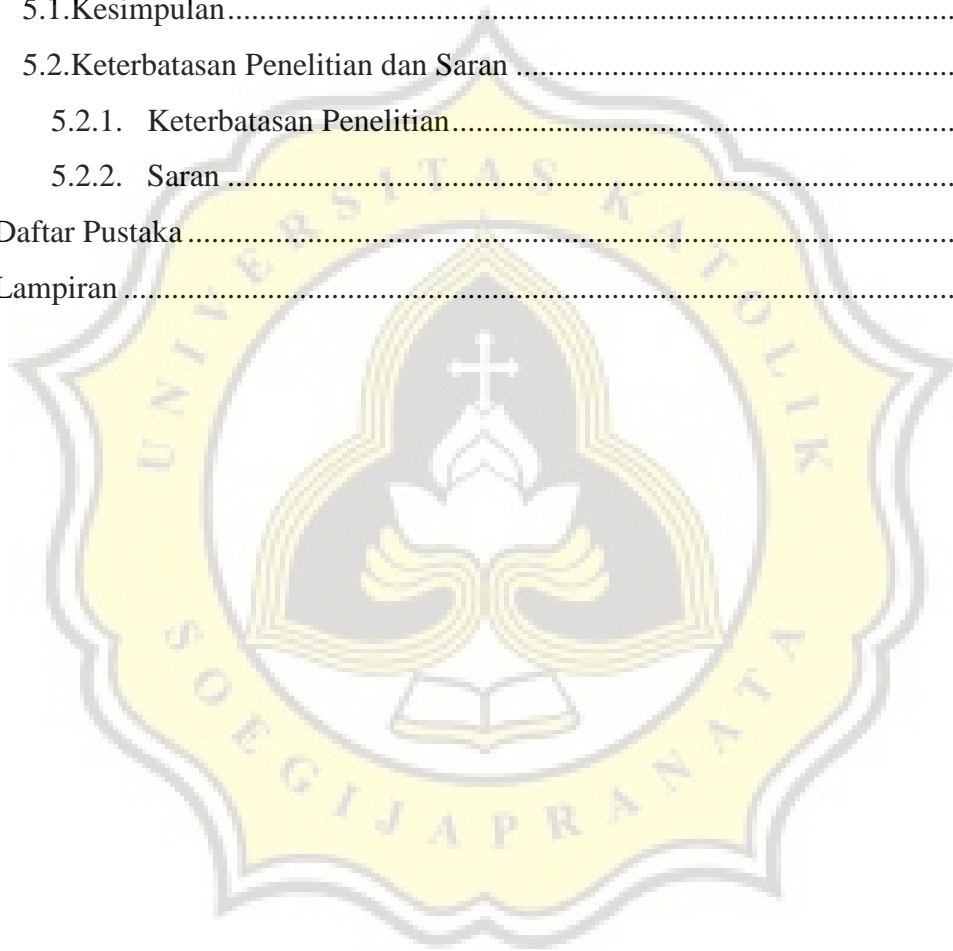 5.1.Kesimpulan......................................................................................
5.2.Keterbatasan Penelitian dan Saran ....................................................
5.2.1. Keterbatasan Penelitian...........................................................
5.2.2. Saran .......................................................................................
Daftar Pustaka ..........................................................................................
Lampiran ..................................................................................................
UNIVERSITAS KATOLIK
SOEGIJAPRANATA